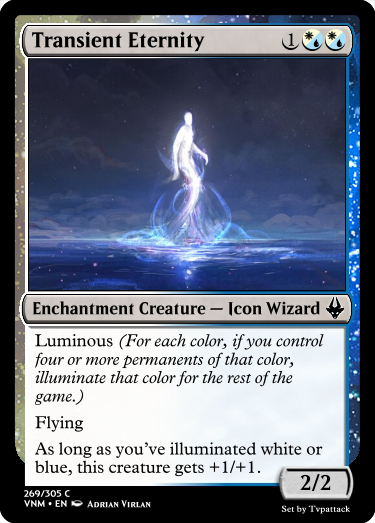 Transient Eternity 1
Enchantment Creature — Icon Wizard
Luminous (For each color, if you control
four or more permanents of that color,
illuminate that color for the rest of the
game.)
Flying
As long as you've illuminated white or
blue, this creature gets +1/+1.
2/2
269/305 C
VNM • EN Adrian Virlan
Set by Tvpattack